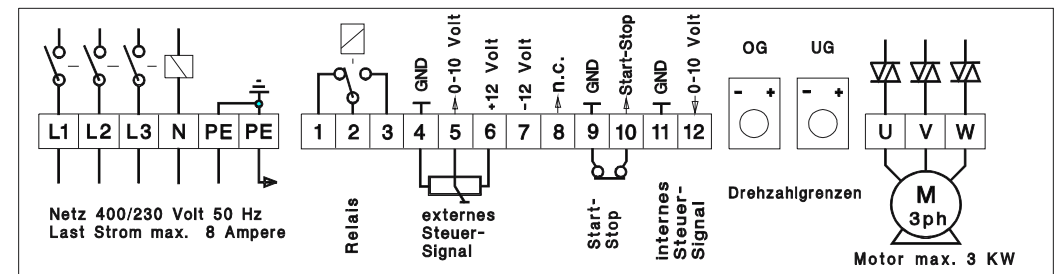 L1 L2 L3 N PE PE
Netz 400/230 Volt 50 Hz
Last Strom max. 8 Ampere
1 2 3 4 5 6 7 8 9 10 11 12
GND
0-10 Volt
+12 Volt
-12 Volt
n.c.
GND
Start-Stop
GND
0-10 Volt
Relais
externes
Steuer-
Signal
Start-
Stop
internes
Steuer-
Signal
OG UG
- + - +
Drehzahlgrenzen
U V W
M
3ph
Motor max. 3 KW